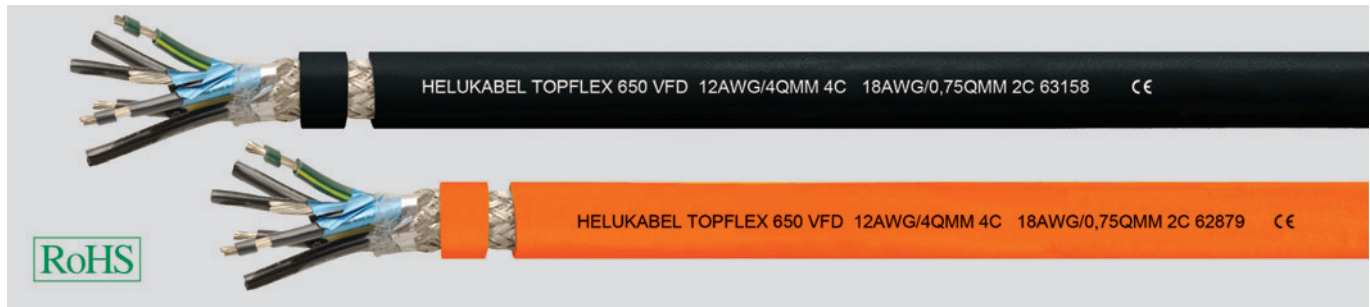 HELUKABEL TOPFLEX 650 VFD 12AWG/4QMM 4C 18AWG/0,75QMM 2C 63158 CE
HELUKABEL TOPFLEX 650 VFD 12AWG/4QMM 4C 18AWG/0,75QMM 2C 62879 CE
RoHS